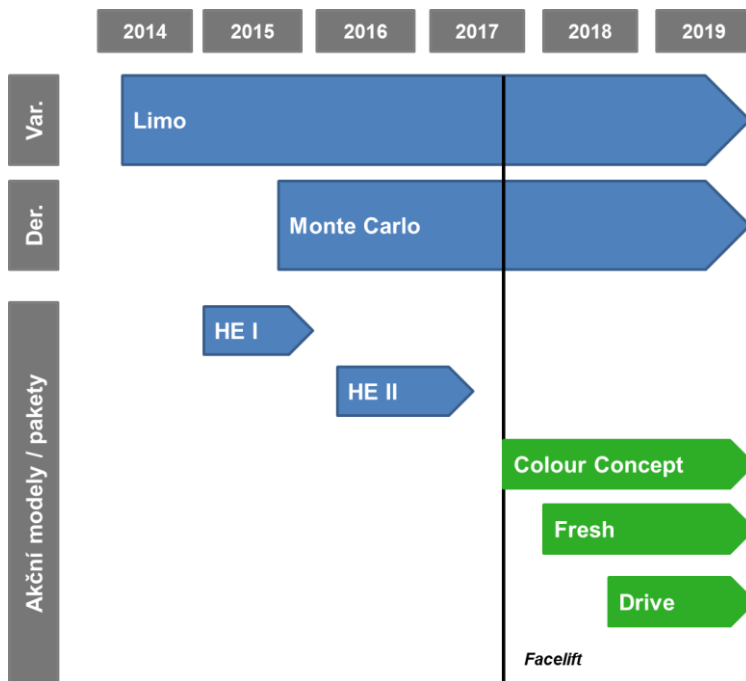 2014 2015 2016 2017 2018 2019
Var.
Limo
Der.
Monte Carlo
Akční modely / pakety
HE I
HE II
Colour Concept
Fresh
Drive
Facelift